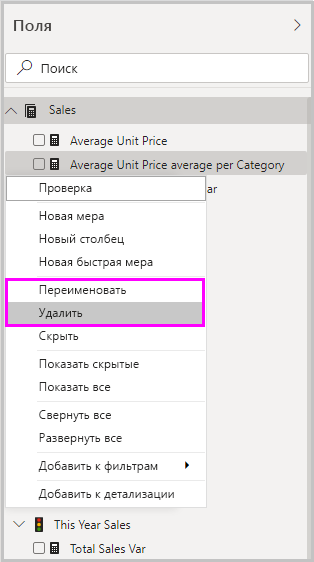 Поля
Поиск
Sales
Average Unit Price
Average Unit Price average per Category
ar
Проверка
Новая мера
Новый столбец
Новая быстрая мера
Переименовать
Удалить
Скрыть
Показать скрытые
Показать все
Свернуть все
Развернуть все
Добавить к фильтрам
Добавить к детализации
This Year Sales
Total Sales Var